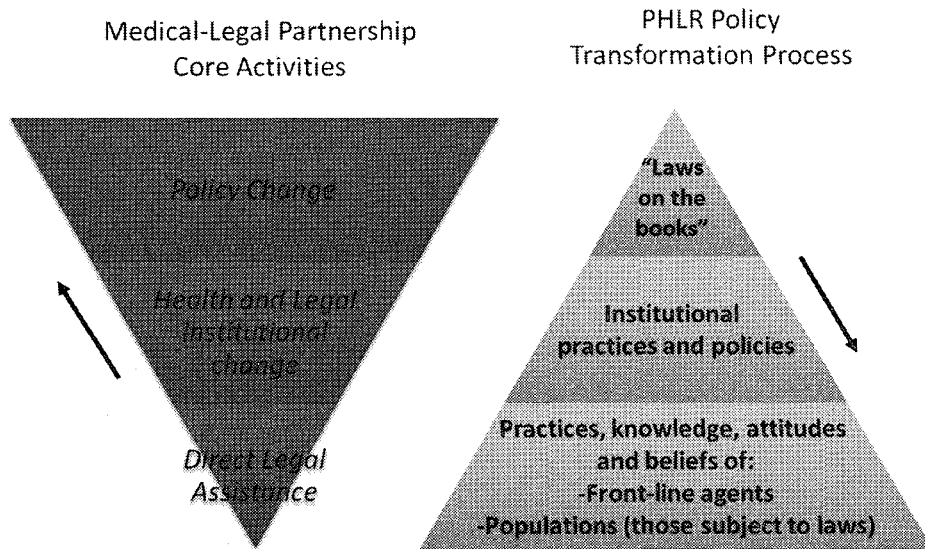 Medical-Legal Partnership
Core Activities
Policy Change
Health and Legal
Institutional
change
Direct Legal
Assistance
PHLR Policy
Transformation Process
“Laws
on the
books”
Institutional
practices and policies
Practices, knowledge, attitudes
and beliefs of:
-Front-line agents
-Populations (those subject to laws)